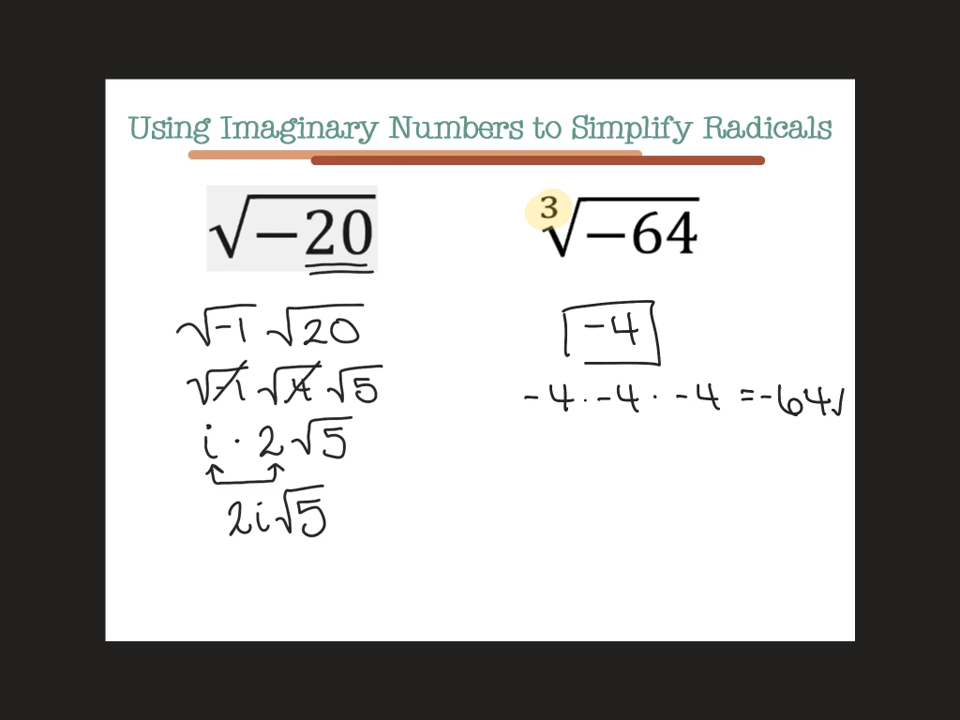 Using Imaginary Numbers to Simplify Radicals
√-20
√-1 √20
√-1 √4 √5
i · 2√5
2i√5
∛-64
-4
-4 · -4 · -4 = -64✓